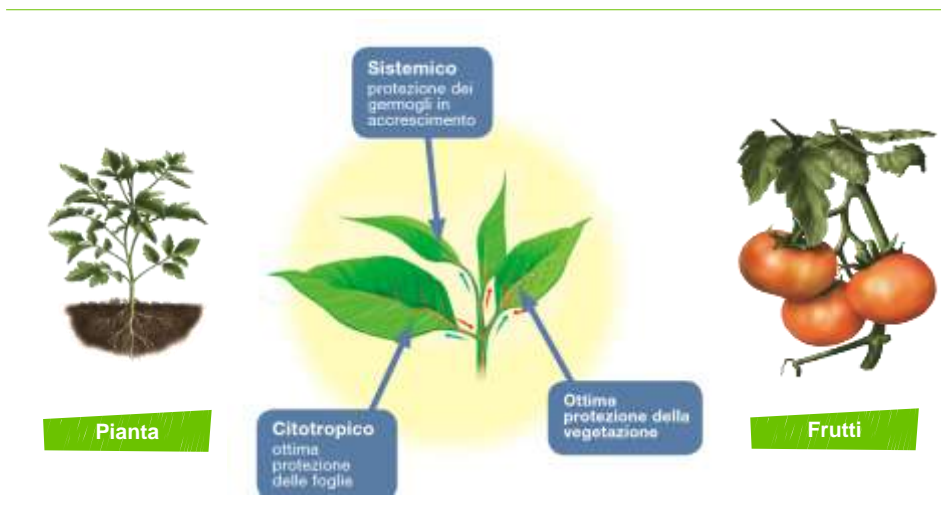 Sistemico
protezione dei
germogli in
accrescimento
Pianta
Citotropico
ottima
protezione
delle foglie
Ottima
protezione della
vegetazione
Frutti